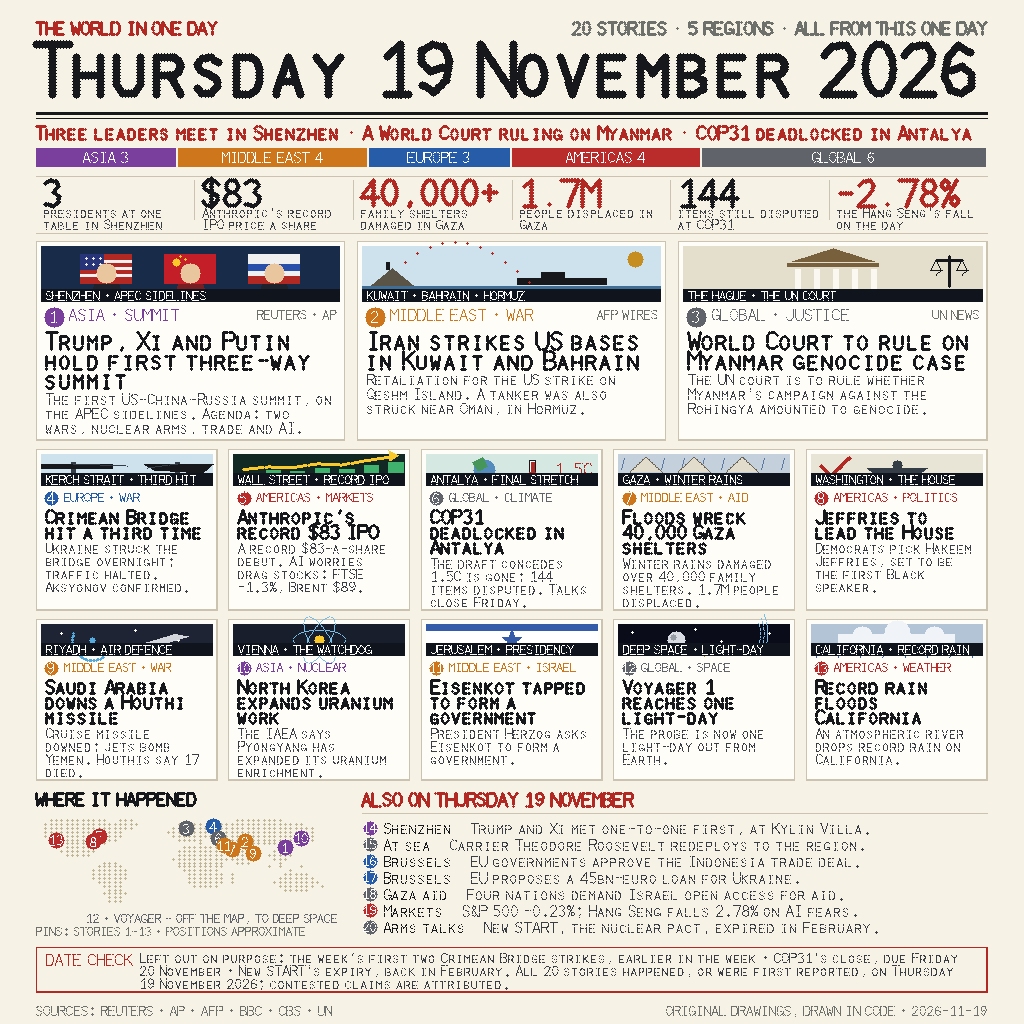 THE WORLD IN ONE DAY
20 STORIES · 5 REGIONS · ALL FROM THIS ONE DAY
THURSDAY 19 NOVEMBER 2026
THREE LEADERS MEET IN SHENZHEN · A WORLD COURT RULING ON MYANMAR · COP31 DEADLOCKED IN ANTALYA
ASIA 3
MIDDLE EAST 4
EUROPE 3
AMERICAS 4
GLOBAL 6
3
PRESIDENTS AT ONE
TABLE IN SHENZHEN
$83
ANTHROPIC'S RECORD
IPO PRICE A SHARE
40,000+
FAMILY SHELTERS
DAMAGED IN GAZA
1.7M
PEOPLE DISPLACED IN
GAZA
144
ITEMS STILL DISPUTED
AT COP31
-2.78%
THE HANG SENG'S FALL
ON THE DAY
SHENZHEN · APEC SIDELINES
1 ASIA · SUMMIT
REUTERS · AP
TRUMP, XI AND PUTIN
HOLD FIRST THREE-WAY
SUMMIT
THE FIRST US-CHINA-RUSSIA SUMMIT, ON
THE APEC SIDELINES. AGENDA: TWO
WARS, NUCLEAR ARMS, TRADE AND AI.
KUWAIT · BAHRAIN · HORMUZ
2 MIDDLE EAST · WAR
AFP WIRES
IRAN STRIKES US BASES
IN KUWAIT AND BAHRAIN
RETALIATION FOR THE US STRIKE ON
QESHM ISLAND. A TANKER WAS ALSO
STRUCK NEAR OMAN, IN HORMUZ.
THE HAGUE · THE UN COURT
3 GLOBAL · JUSTICE
UN NEWS
WORLD COURT TO RULE ON
MYANMAR GENOCIDE CASE
THE UN COURT IS TO RULE WHETHER
MYANMAR'S CAMPAIGN AGAINST THE
ROHINGYA AMOUNTED TO GENOCIDE.
KERCH STRAIT · THIRD HIT
4 EUROPE · WAR
CRIMEAN BRIDGE
HIT A THIRD TIME
UKRAINE STRUCK THE
BRIDGE OVERNIGHT;
TRAFFIC HALTED.
AKSYONOV CONFIRMED.
WALL STREET · RECORD IPO
5 AMERICAS · MARKETS
ANTHROPIC'S
RECORD $83 IPO
A RECORD $83-A-SHARE
DEBUT. AI WORRIES
DRAG STOCKS: FTSE
-1.3%, BRENT $89.
1.5C
ANTALYA · FINAL STRETCH
6 GLOBAL · CLIMATE
COP31
DEADLOCKED IN
ANTALYA
THE DRAFT CONCEDES
1.5C IS GONE; 144
ITEMS DISPUTED. TALKS
CLOSE FRIDAY.
GAZA · WINTER RAINS
7 MIDDLE EAST · AID
FLOODS WRECK
40,000 GAZA
SHELTERS
WINTER RAINS DAMAGED
OVER 40,000 FAMILY
SHELTERS. 1.7M PEOPLE
DISPLACED.
WASHINGTON · THE HOUSE
8 AMERICAS · POLITICS
JEFFRIES TO
LEAD THE HOUSE
DEMOCRATS PICK HAKEEM
JEFFRIES, SET TO BE
THE FIRST BLACK
SPEAKER.
RIYADH · AIR DEFENCE
9 MIDDLE EAST · WAR
SAUDI ARABIA
DOWNS A HOUTHI
MISSILE
CRUISE MISSILE
DOWNED; JETS BOMB
YEMEN. HOUTHIS SAY 17
DIED.
VIENNA · THE WATCHDOG
10 ASIA · NUCLEAR
NORTH KOREA
EXPANDS URANIUM
WORK
THE IAEA SAYS
PYONGYANG HAS
EXPANDED ITS URANIUM
ENRICHMENT.
JERUSALEM · PRESIDENCY
11 MIDDLE EAST · ISRAEL
EISENKOT TAPPED
TO FORM A
GOVERNMENT
PRESIDENT HERZOG ASKS
EISENKOT TO FORM A
GOVERNMENT.
DEEP SPACE · LIGHT-DAY
12 GLOBAL · SPACE
VOYAGER 1
REACHES ONE
LIGHT-DAY
THE PROBE IS NOW ONE
LIGHT-DAY OUT FROM
EARTH.
CALIFORNIA · RECORD RAIN
13 AMERICAS · WEATHER
RECORD RAIN
FLOODS
CALIFORNIA
AN ATMOSPHERIC RIVER
DROPS RECORD RAIN ON
CALIFORNIA.
WHERE IT HAPPENED
13
8
3
4
11
7
2
9
1
10
12 · VOYAGER - OFF THE MAP, TO DEEP SPACE
PINS: STORIES 1-13 · POSITIONS APPROXIMATE
ALSO ON THURSDAY 19 NOVEMBER
14 SHENZHEN TRUMP AND XI MET ONE-TO-ONE FIRST, AT KYLIN VILLA.
15 AT SEA CARRIER THEODORE ROOSEVELT REDEPLOYS TO THE REGION.
16 BRUSSELS EU GOVERNMENTS APPROVE THE INDONESIA TRADE DEAL.
17 BRUSSELS EU PROPOSES A 45BN-EURO LOAN FOR UKRAINE.
18 GAZA AID FOUR NATIONS DEMAND ISRAEL OPEN ACCESS FOR AID.
19 MARKETS S&P 500 -0.23%; HANG SENG FALLS 2.78% ON AI FEARS.
20 ARMS TALKS NEW START, THE NUCLEAR PACT, EXPIRED IN FEBRUARY.
DATE CHECK LEFT OUT ON PURPOSE: THE WEEK'S FIRST TWO CRIMEAN BRIDGE STRIKES, EARLIER IN THE WEEK · COP31'S CLOSE, DUE FRIDAY
20 NOVEMBER · NEW START'S EXPIRY, BACK IN FEBRUARY. ALL 20 STORIES HAPPENED, OR WERE FIRST REPORTED, ON THURSDAY
19 NOVEMBER 2026; CONTESTED CLAIMS ARE ATTRIBUTED.
SOURCES: REUTERS · AP · AFP · BBC · CBS · UN
ORIGINAL DRAWINGS, DRAWN IN CODE · 2026-11-19